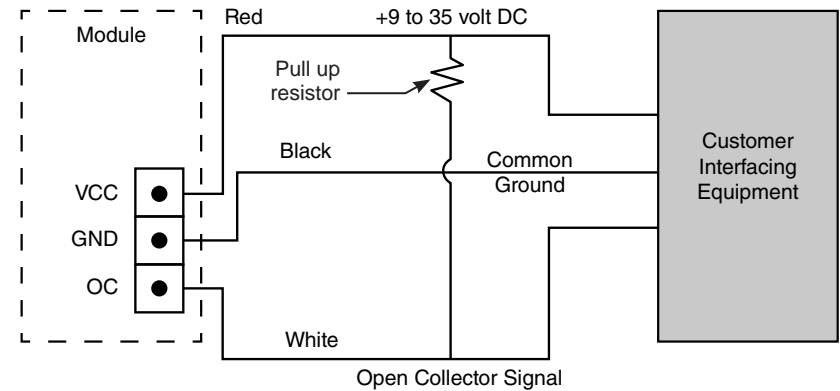 Red
+9 to 35 volt DC
Module
Pull up
resistor
Customer
Interfacing
Equipment
Black
Common
Ground
VCC
GND
OC
White
Open Collector Signal